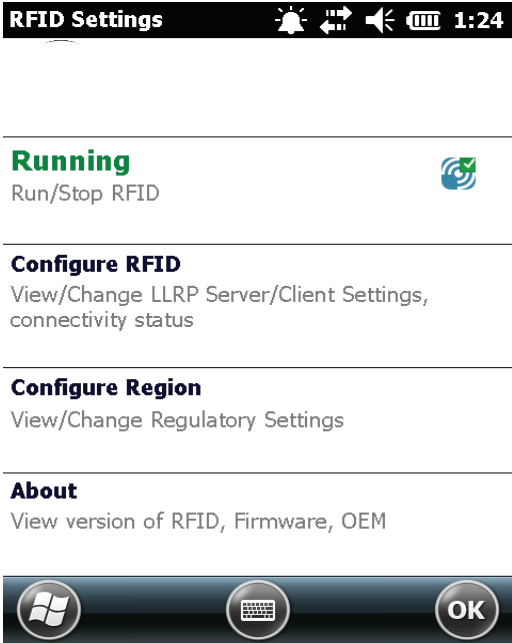 RFID Settings 1:24
Running
Run/Stop RFID
Configure RFID
View/Change LLRP Server/Client Settings,
connectivity status
Configure Region
View/Change Regulatory Settings
About
View version of RFID, Firmware, OEM
OK